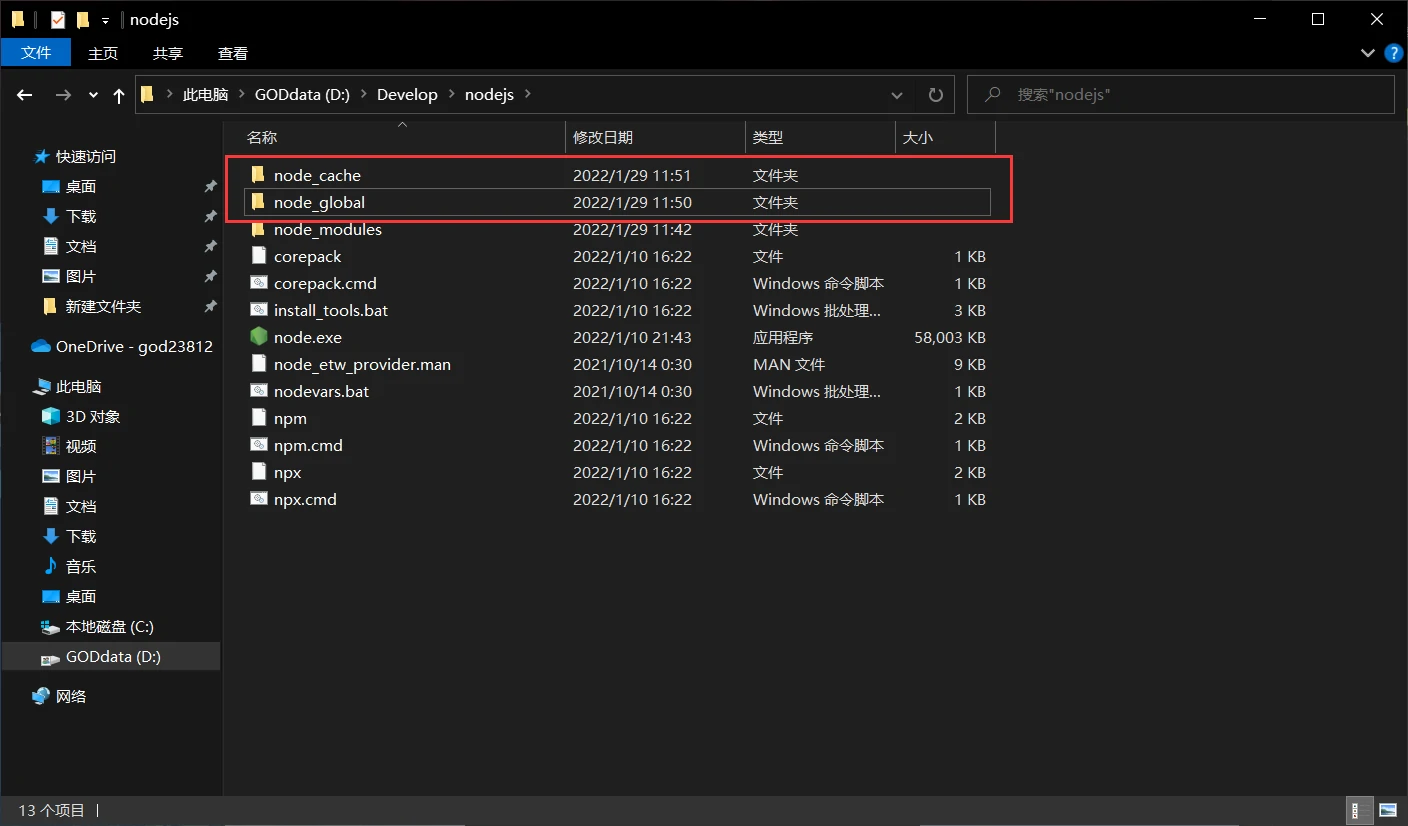 nodejs
文件 主页 共享 查看
此电脑 GODdata (D:) Develop nodejs 搜索"nodejs"
快速访问
桌面
下载
文档
图片
新建文件夹
OneDrive - god23812
此电脑
3D 对象
视频
图片
文档
下载
音乐
桌面
本地磁盘 (C:)
GODdata (D:)
网络
名称 修改日期 类型 大小
node_cache 2022/1/29 11:51 文件夹
node_global 2022/1/29 11:50 文件夹
node_modules 2022/1/29 11:42 文件夹
corepack 2022/1/10 16:22 文件 1 KB
corepack.cmd 2022/1/10 16:22 Windows 命令脚本 1 KB
install_tools.bat 2022/1/10 16:22 Windows 批处理... 3 KB
node.exe 2022/1/10 21:43 应用程序 58,003 KB
node_etw_provider.man 2021/10/14 0:30 MAN 文件 9 KB
nodevars.bat 2021/10/14 0:30 Windows 批处理... 1 KB
npm 2022/1/10 16:22 文件 2 KB
npm.cmd 2022/1/10 16:22 Windows 命令脚本 1 KB
npx 2022/1/10 16:22 文件 2 KB
npx.cmd 2022/1/10 16:22 Windows 命令脚本 1 KB
13 个项目